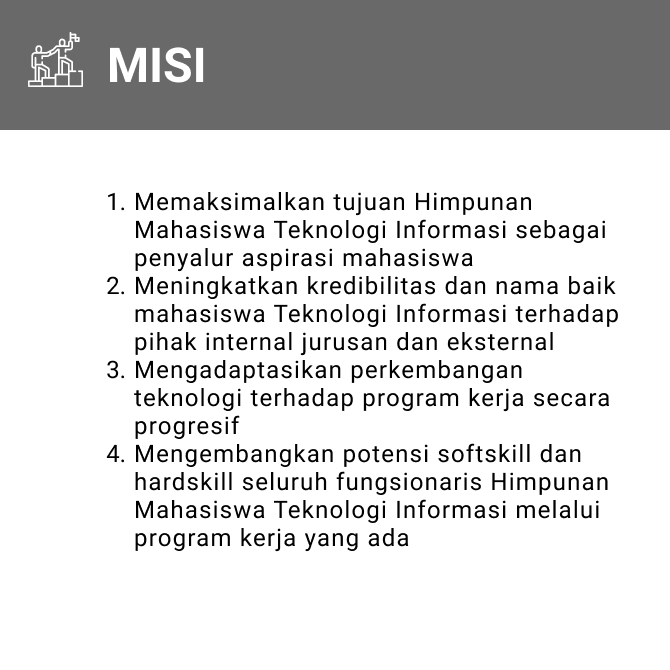 MISI
1. Memaksimalkan tujuan Himpunan
Mahasiswa Teknologi Informasi sebagai
penyalur aspirasi mahasiswa
2. Meningkatkan kredibilitas dan nama baik
mahasiswa Teknologi Informasi terhadap
pihak internal jurusan dan eksternal
3. Mengadaptasikan perkembangan
teknologi terhadap program kerja secara
progresif
4. Mengembangkan potensi softskill dan
hardskill seluruh fungsionaris Himpunan
Mahasiswa Teknologi Informasi melalui
program kerja yang ada